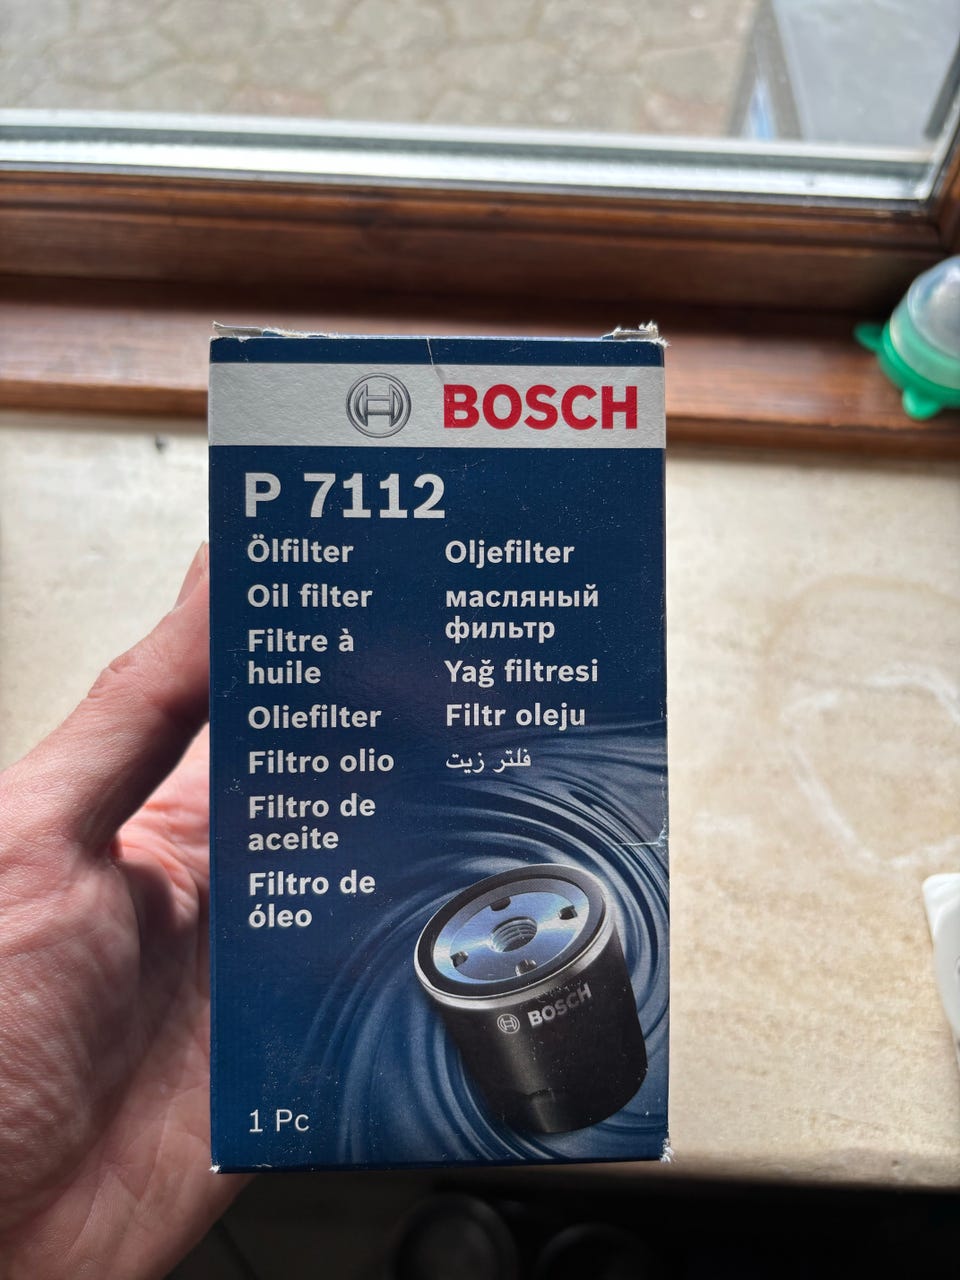 BOSCH
P 7112
Ölfilter
Oil filter
Filtre à
huile
Oliefilter
Filtro olio
Filtro de
aceite
Filtro de
óleo
Oljefilter
масляный
фильтр
Yağ filtresi
Filtr oleju
فلتر زيت
BOSCH
1 Pc